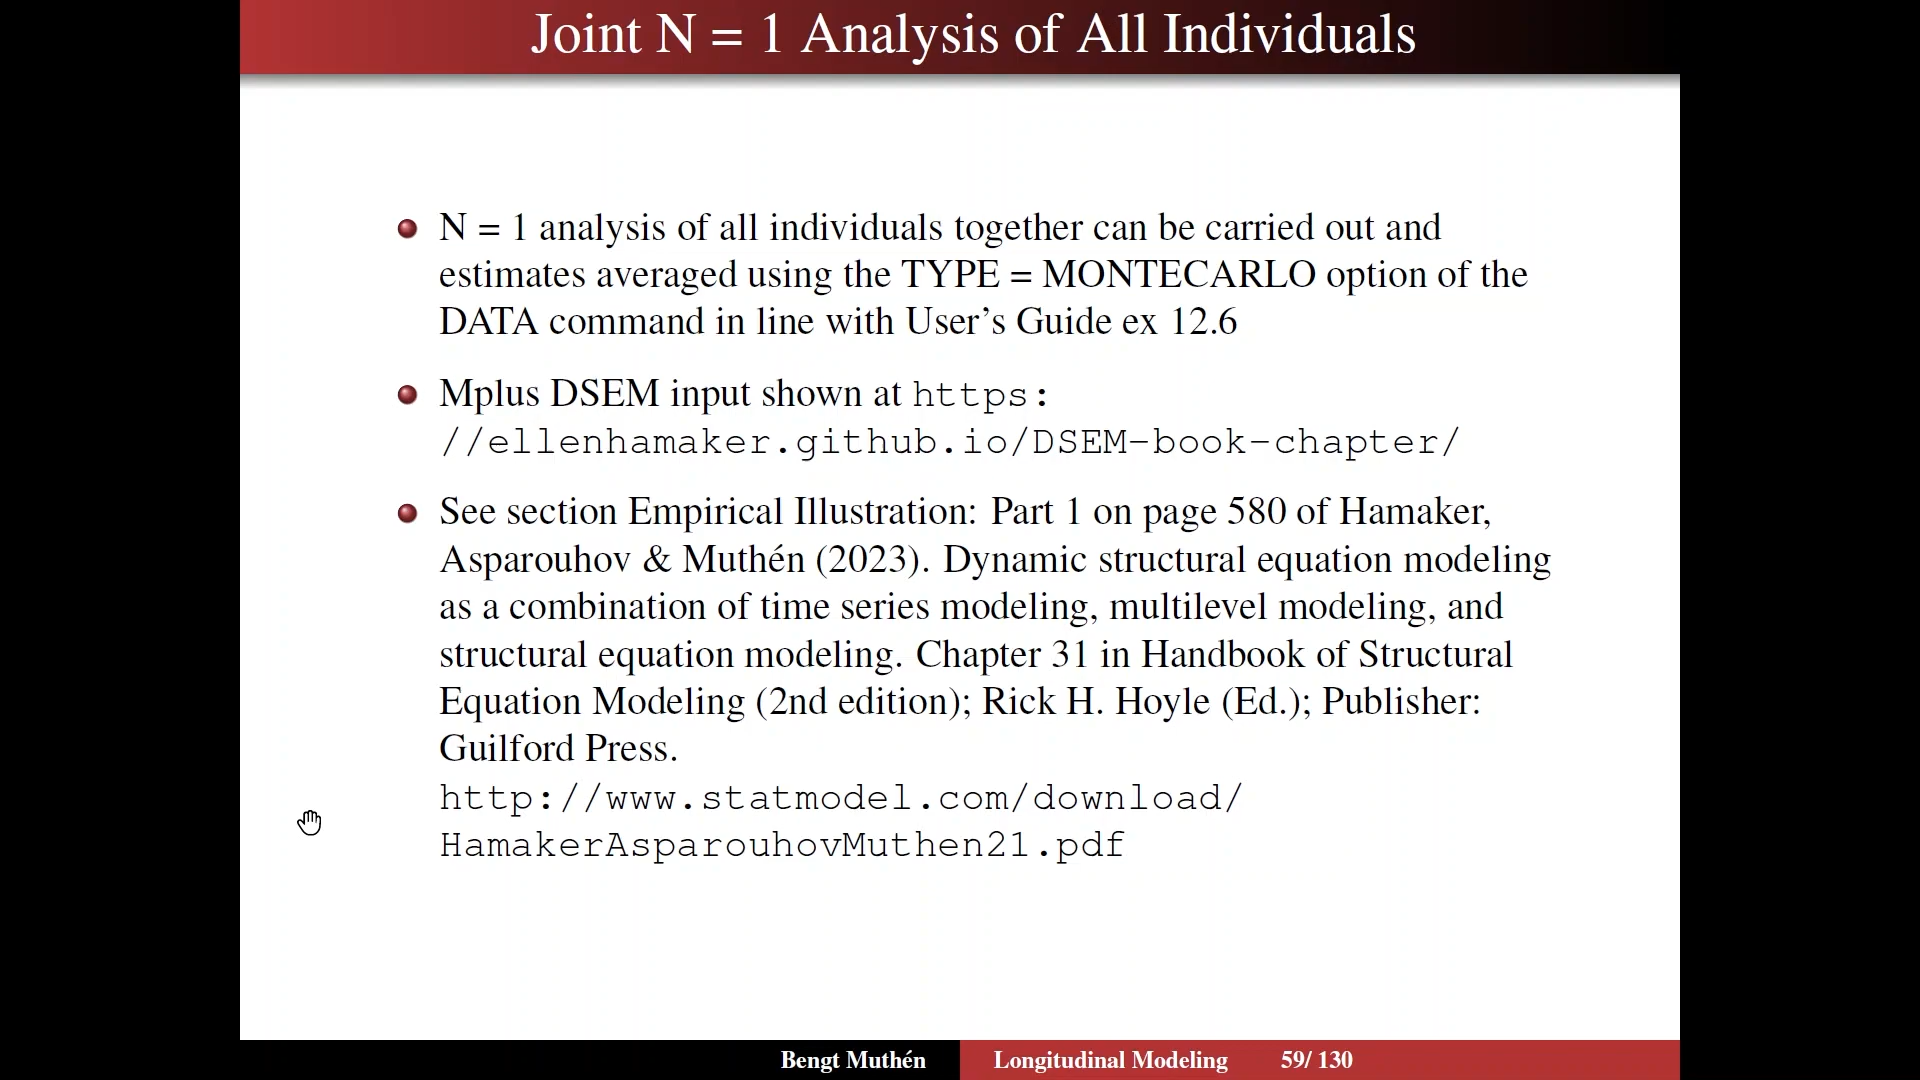 Joint N = 1 Analysis of All Individuals
N = 1 analysis of all individuals together can be carried out and
estimates averaged using the TYPE = MONTECARLO option of the
DATA command in line with User's Guide ex 12.6
Mplus DSEM input shown at https:
//ellenhamaker.github.io/DSEM-book-chapter/
See section Empirical Illustration: Part 1 on page 580 of Hamaker,
Asparouhov & Muthén (2023). Dynamic structural equation modeling
as a combination of time series modeling, multilevel modeling, and
structural equation modeling. Chapter 31 in Handbook of Structural
Equation Modeling (2nd edition); Rick H. Hoyle (Ed.); Publisher:
Guilford Press.
http://www.statmodel.com/download/
HamakerAsparouhovMuthen21.pdf
Bengt Muthén Longitudinal Modeling 59/ 130